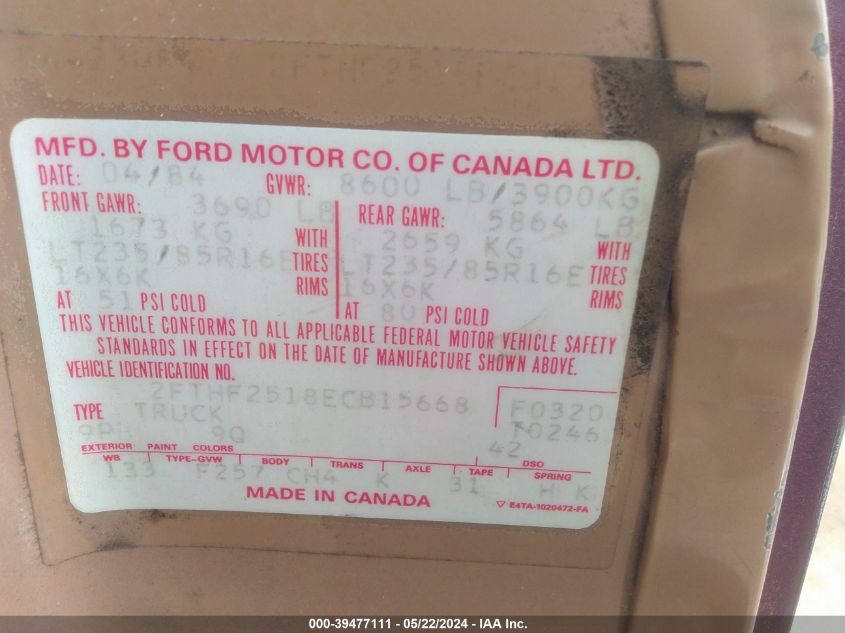 MFD. BY FORD MOTOR CO. OF CANADA LTD.
DATE: 04/84 GVWR: 8600 LB/3900KG
FRONT GAWR: 3690 LB REAR GAWR: 5864 LB
1673 KG WITH 2659 KG WITH
LT235/85R16E TIRES LT235/85R16E TIRES
16X6K RIMS 16X6K RIMS
AT 51 PSI COLD AT 80 PSI COLD
THIS VEHICLE CONFORMS TO ALL APPLICABLE FEDERAL MOTOR VEHICLE SAFETY
STANDARDS IN EFFECT ON THE DATE OF MANUFACTURE SHOWN ABOVE.
VEHICLE IDENTIFICATION NO.
2FTHF2518ECB15668 F0320
TYPE TRUCK T0246
9Q 42
EXTERIOR PAINT COLORS DSO
WB TYPE-GVW BODY TRANS AXLE TAPE SPRING
133 F257 CH4 K 31 H K
MADE IN CANADA
E4TA-1020472-FA
000-39477111 - 05/22/2024 - IAA Inc.